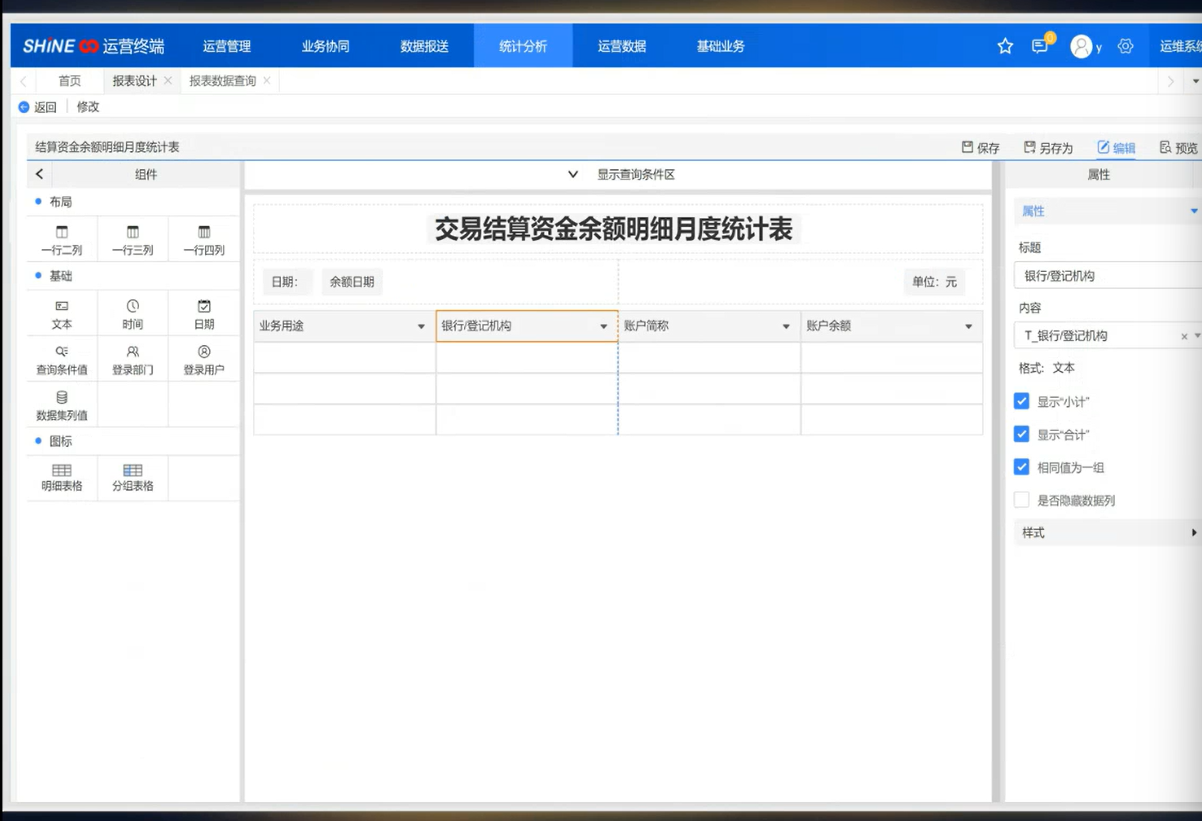 SHINE 运营终端 运营管理 业务协同 数据报送 统计分析 运营数据 基础业务 0 y 运维系统
首页 报表设计 × 报表数据查询 ×
返回 修改
结算资金余额明细月度统计表 保存 另存为 编辑 预览
组件 显示查询条件区 属性
布局
一行二列 一行三列 一行四列
基础
文本 时间 日期
查询条件值 登录部门 登录用户
数据集列值
图标
明细表格 分组表格
交易结算资金余额明细月度统计表
日期: 余额日期 单位: 元
业务用途 银行/登记机构 账户简称 账户余额
属性
标题
银行/登记机构
内容
T_银行/登记机构 ×
格式: 文本
显示“小计”
显示“合计”
相同值为一组
是否隐藏数据列
样式